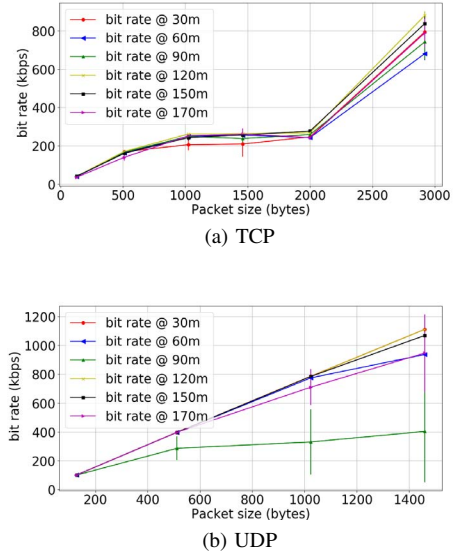 800
600
400
200
0
bit rate (kbps)
bit rate @ 30m
bit rate @ 60m
bit rate @ 90m
bit rate @ 120m
bit rate @ 150m
bit rate @ 170m
0 500 1000 1500 2000 2500 3000
Packet size (bytes)
(a) TCP
1200
1000
800
600
400
200
0
bit rate (kbps)
bit rate @ 30m
bit rate @ 60m
bit rate @ 90m
bit rate @ 120m
bit rate @ 150m
bit rate @ 170m
200 400 600 800 1000 1200 1400
Packet size (bytes)
(b) UDP